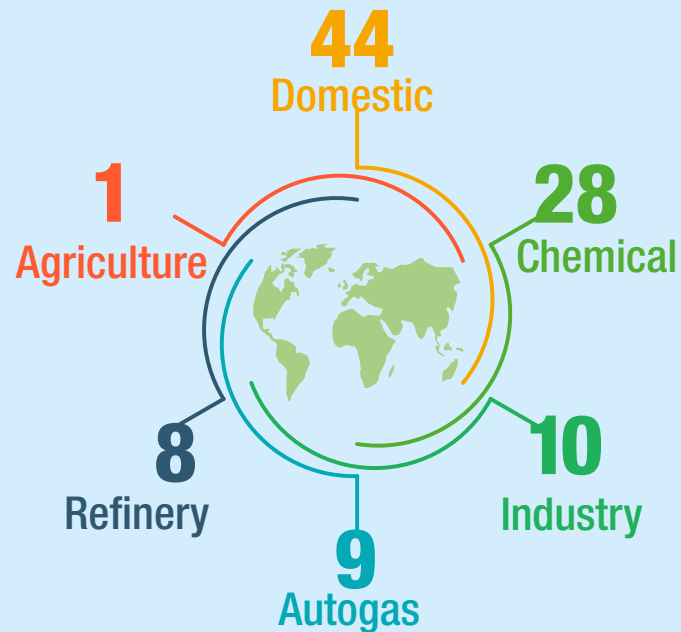 44
Domestic
1
Agriculture
28
Chemical
8
Refinery
10
Industry
9
Autogas